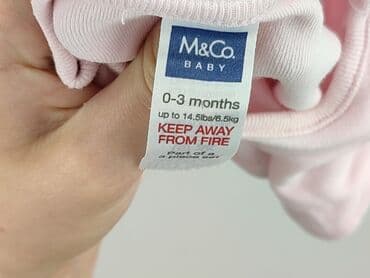 M&Co.
BABY
0-3 months
up to 14.5lbs/6.5kg
KEEP AWAY
FROM FIRE
Part of a
piece set